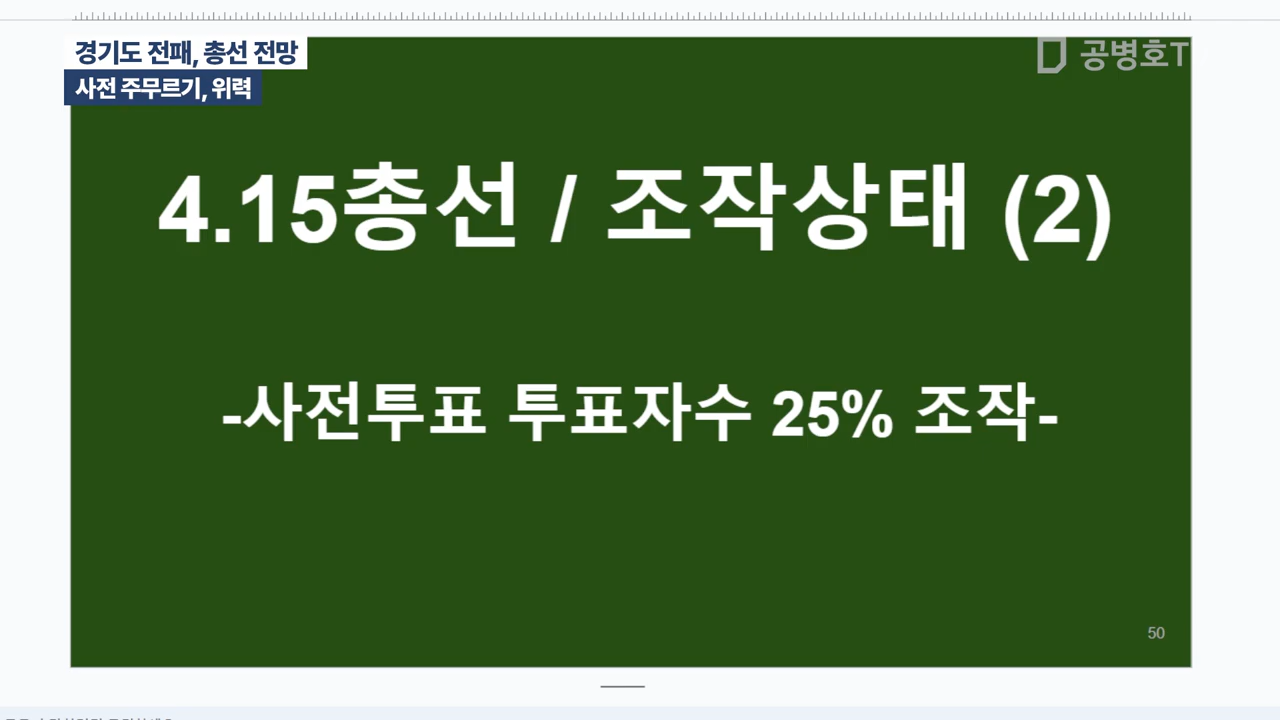 경기도 전패, 총선 전망
사전 주무르기, 위력
공병호T
4.15총선 / 조작상태 (2)
-사전투표 투표자수 25% 조작-
50